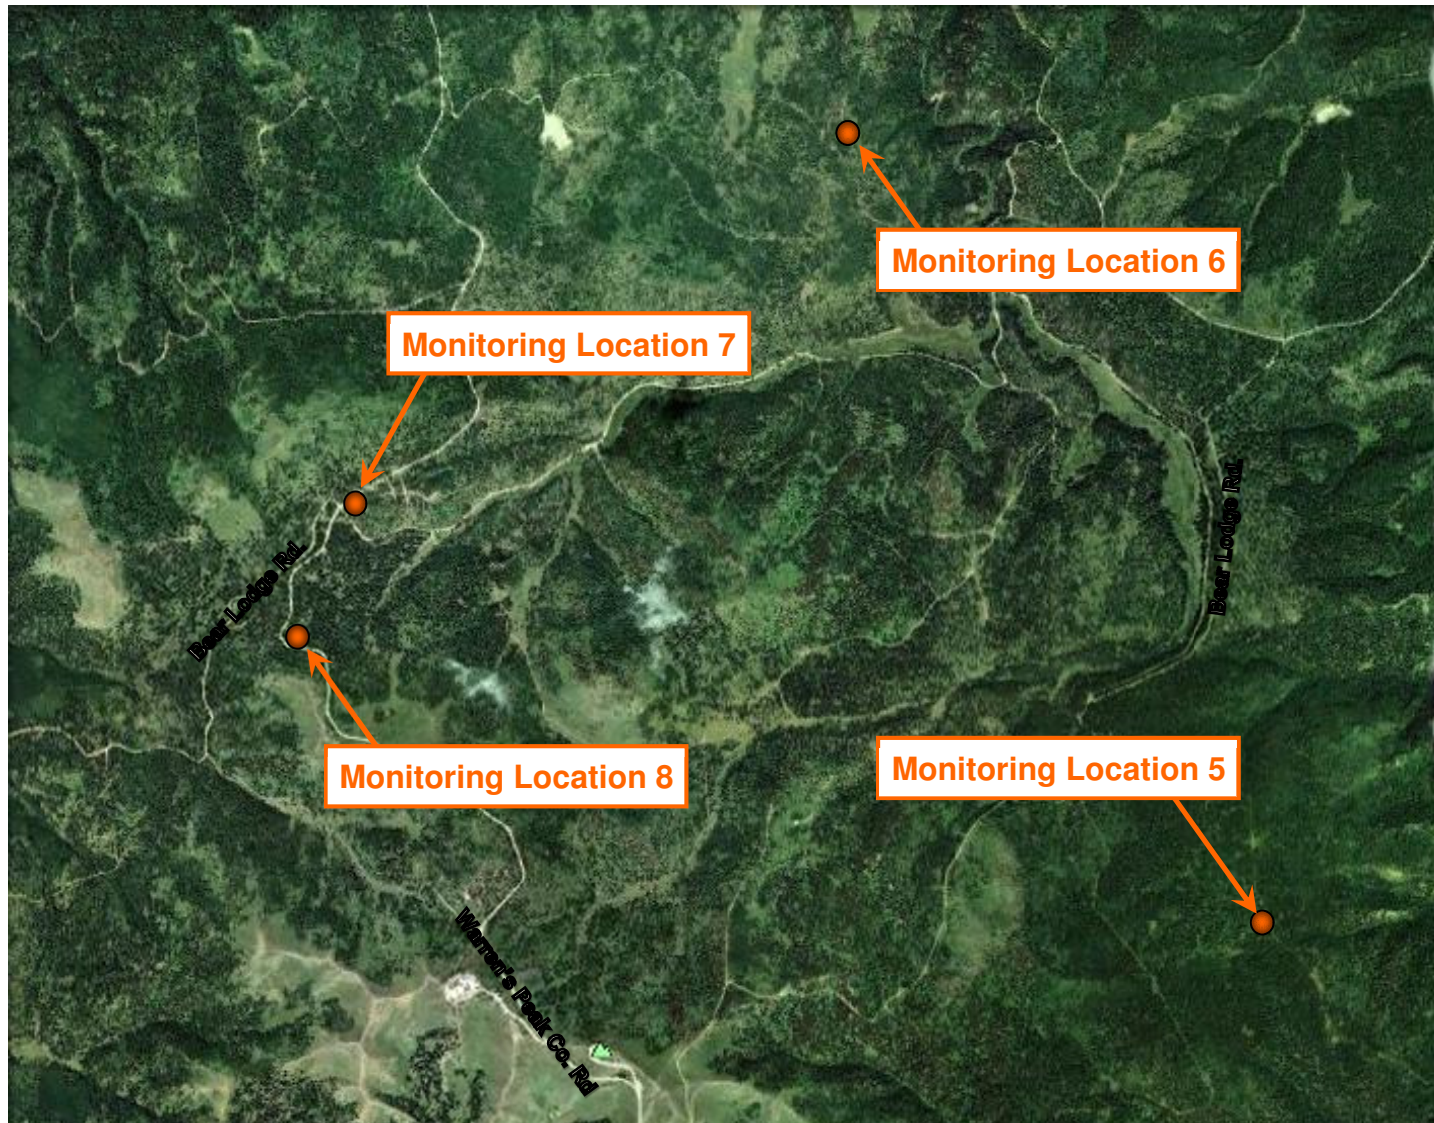 Monitoring Location 6
Monitoring Location 7
Bear Lodge Rd.
Bear Lodge Rd.
Monitoring Location 8
Monitoring Location 5
Warren's Peak Co. Rd